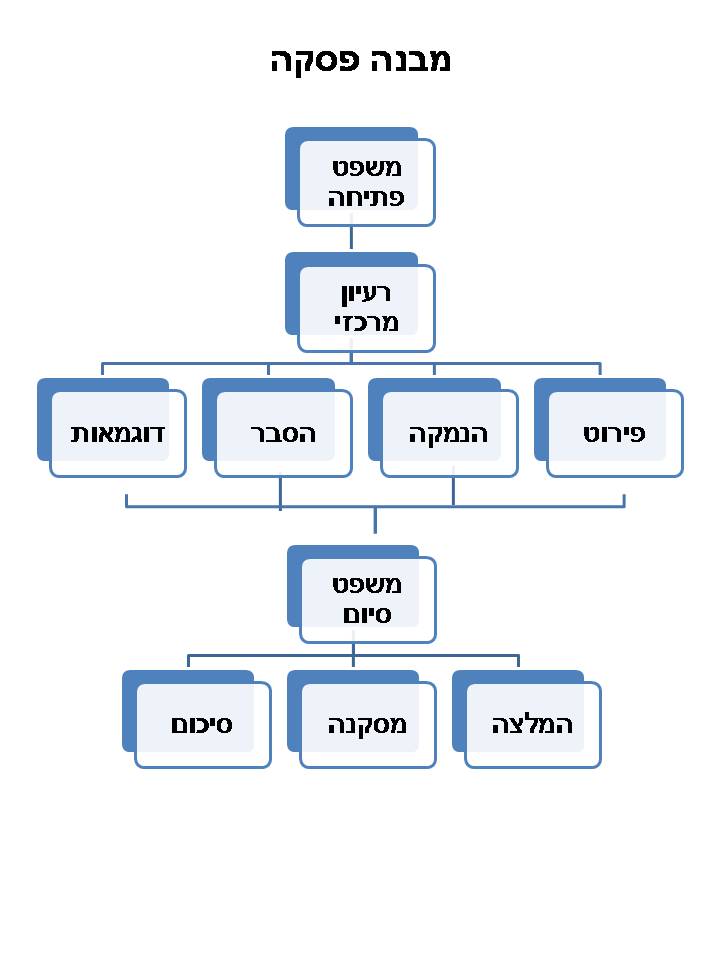 מבנה פסקה
משפט
פתיחה
רעיון
מרכזי
פירוט
הנמקה
הסבר
דוגמאות
משפט
סיום
המלצה
מסקנה
סיכום